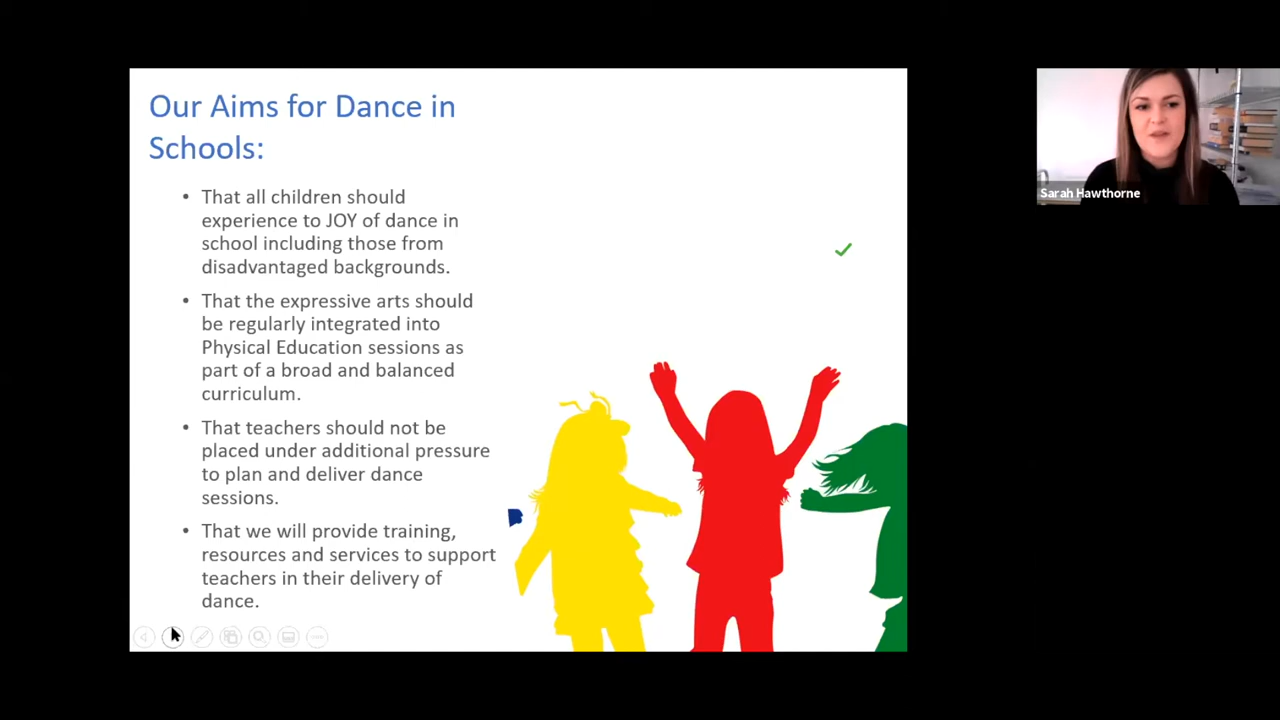 Our Aims for Dance in
Schools:
• That all children should
experience to JOY of dance in
school including those from
disadvantaged backgrounds.
• That the expressive arts should
be regularly integrated into
Physical Education sessions as
part of a broad and balanced
curriculum.
• That teachers should not be
placed under additional pressure
to plan and deliver dance
sessions.
• That we will provide training,
resources and services to support
teachers in their delivery of
dance.
Sarah Hawthorne